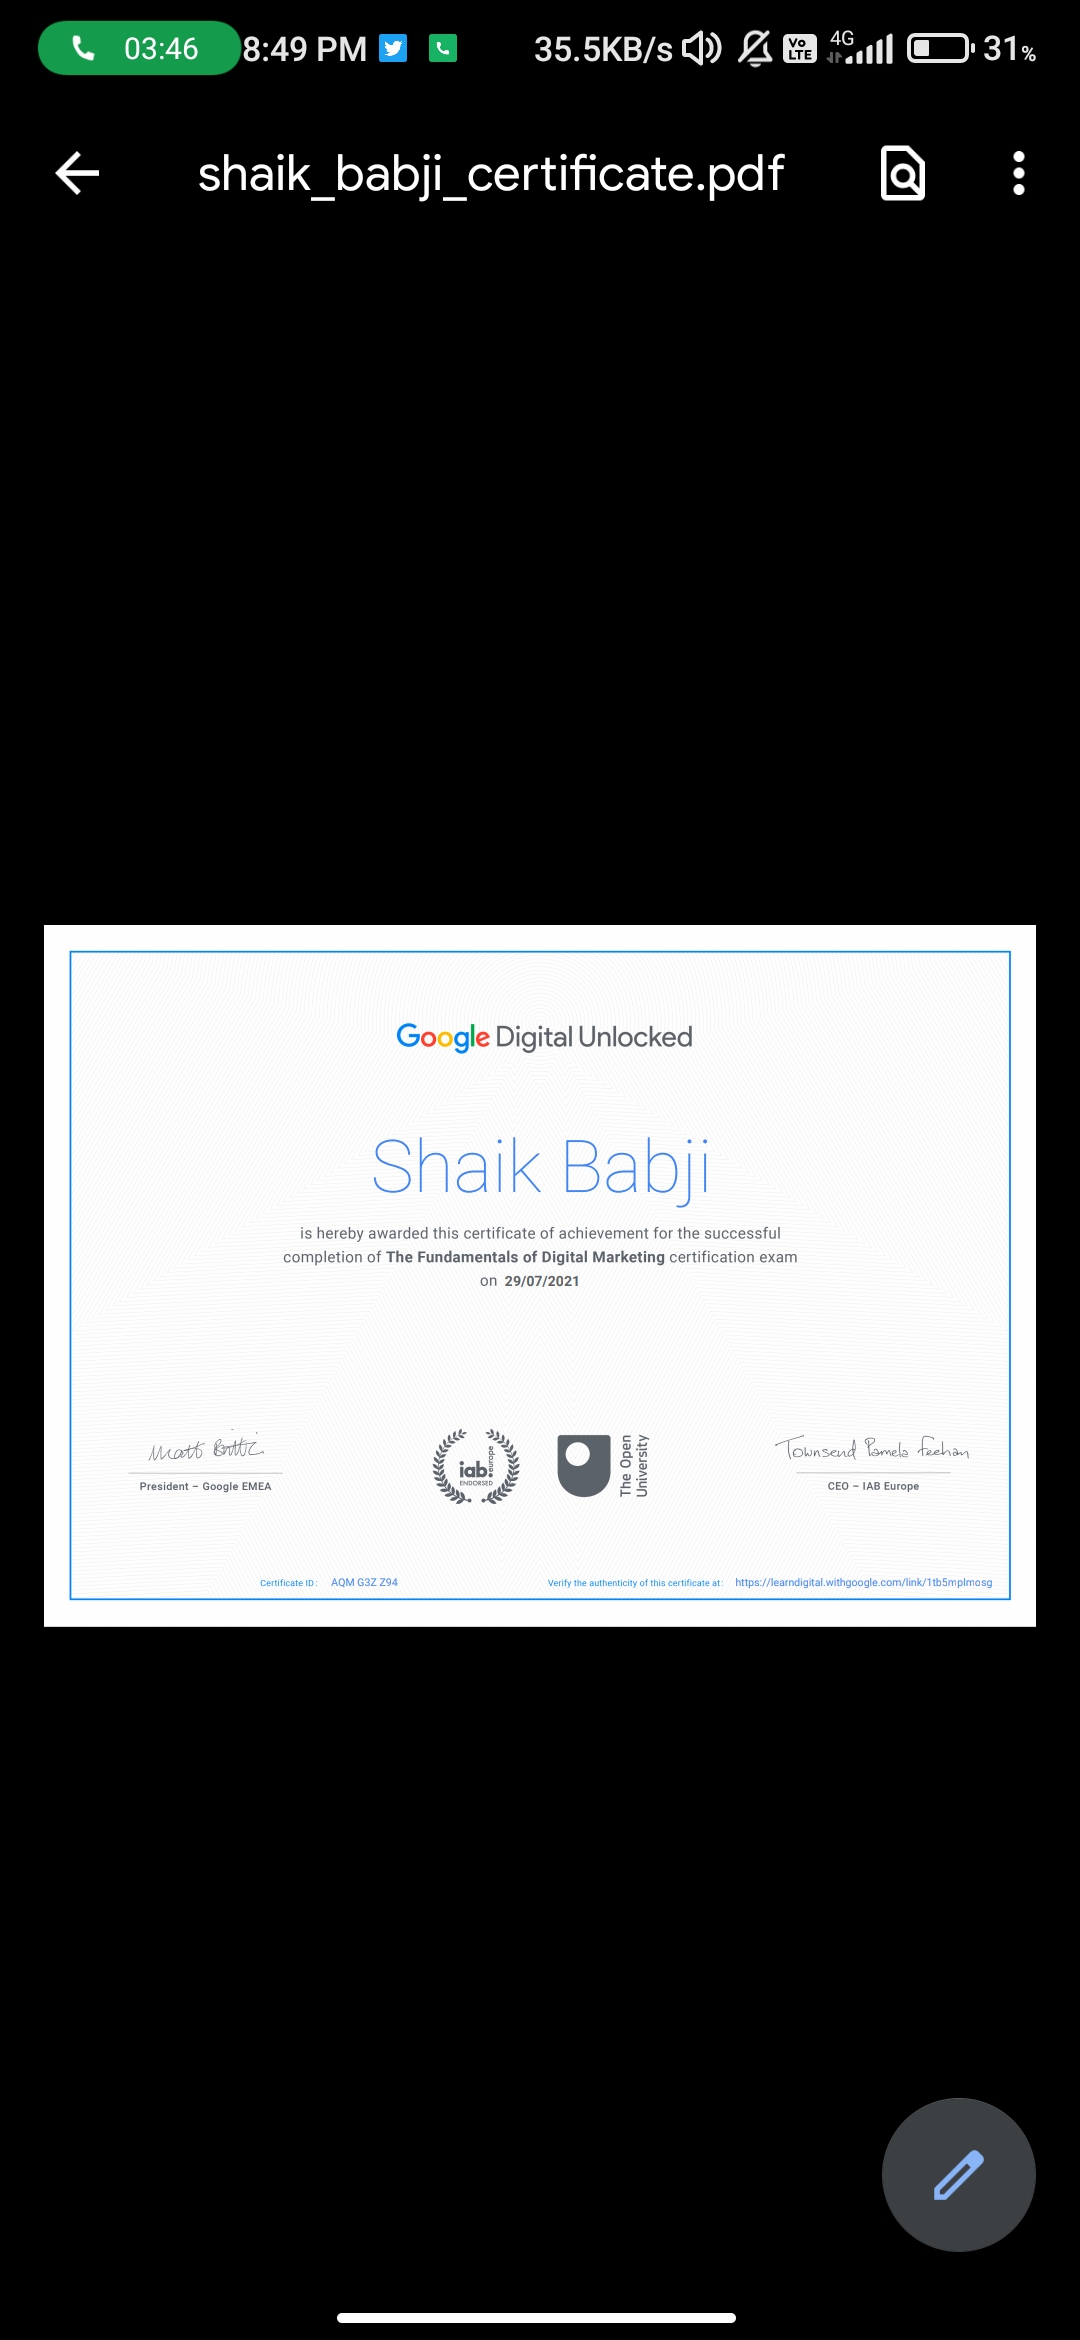 03:46 8:49 PM 35.5KB/s Vo LTE 4G 31%
shaik_babji_certificate.pdf
Google Digital Unlocked
Shaik Babji
is hereby awarded this certificate of achievement for the successful
completion of The Fundamentals of Digital Marketing certification exam
on 29/07/2021
Townsend Pamela Feehan
iab europe
ENDORSED
The Open
University
President – Google EMEA
CEO – IAB Europe
Certificate ID: AQM G3Z Z94 Verify the authenticity of this certificate at: https://learndigital.withgoogle.com/link/1tb5mplmosg